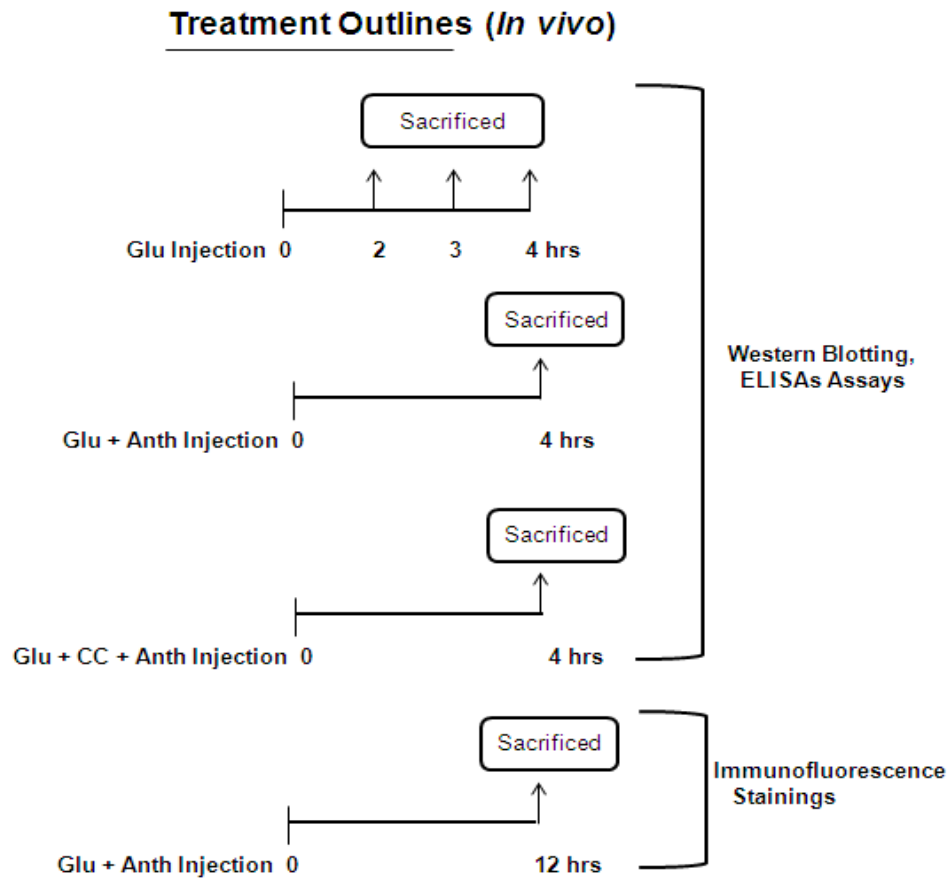 Treatment Outlines (In vivo)
Sacrificed
Glu Injection 0 2 3 4 hrs
Sacrificed
Western Blotting,
ELISAs Assays
Glu + Anth Injection 0 4 hrs
Sacrificed
Glu + CC + Anth Injection 0 4 hrs
Sacrificed
Immunofluorescence
Stainings
Glu + Anth Injection 0 12 hrs